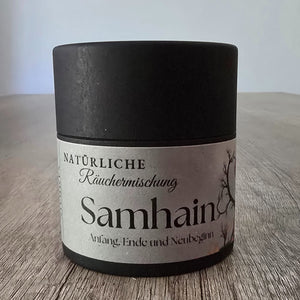 NATÜRLICHE
Räuchermischung
Samhain
Anfang, Ende und Neubeginn